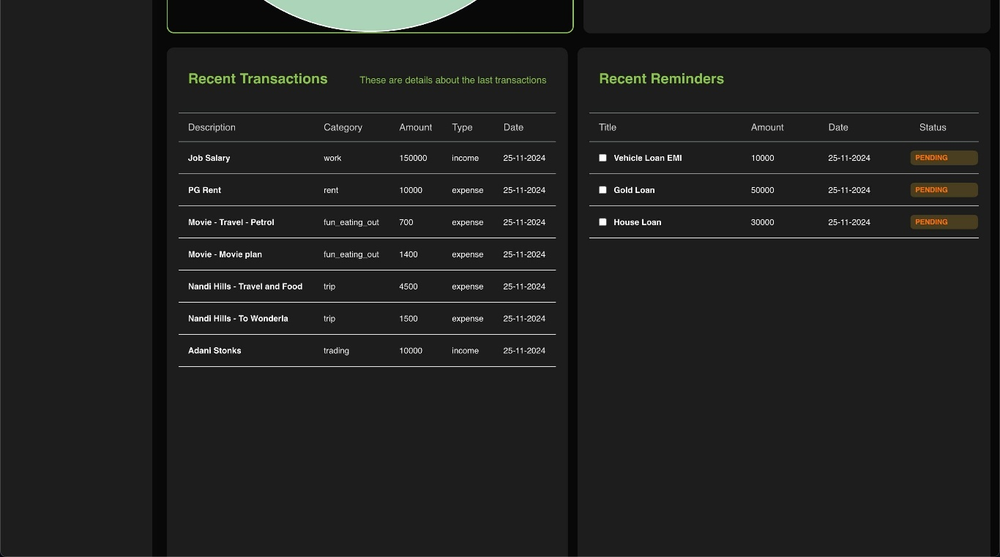 Recent Transactions These are details about the last transactions
Description Category Amount Type Date
Job Salary work 150000 income 25-11-2024
PG Rent rent 10000 expense 25-11-2024
Movie - Travel - Petrol fun_eating_out 700 expense 25-11-2024
Movie - Movie plan fun_eating_out 1400 expense 25-11-2024
Nandi Hills - Travel and Food trip 4500 expense 25-11-2024
Nandi Hills - To Wonderla trip 1500 expense 25-11-2024
Adani Stonks trading 10000 income 25-11-2024
Recent Reminders
Title Amount Date Status
Vehicle Loan EMI 10000 25-11-2024 PENDING
Gold Loan 50000 25-11-2024 PENDING
House Loan 30000 25-11-2024 PENDING